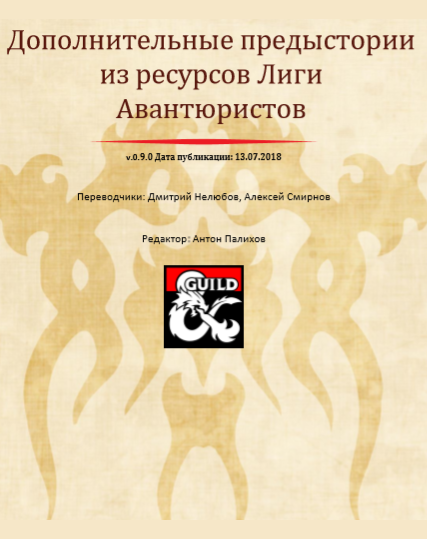 Дополнительные предыстории
из ресурсов Лиги
Авантюристов
v.0.9.0 Дата публикации: 13.07.2018
Переводчики: Дмитрий Нелюбов, Алексей Смирнов
Редактор: Антон Палихов
GUILD